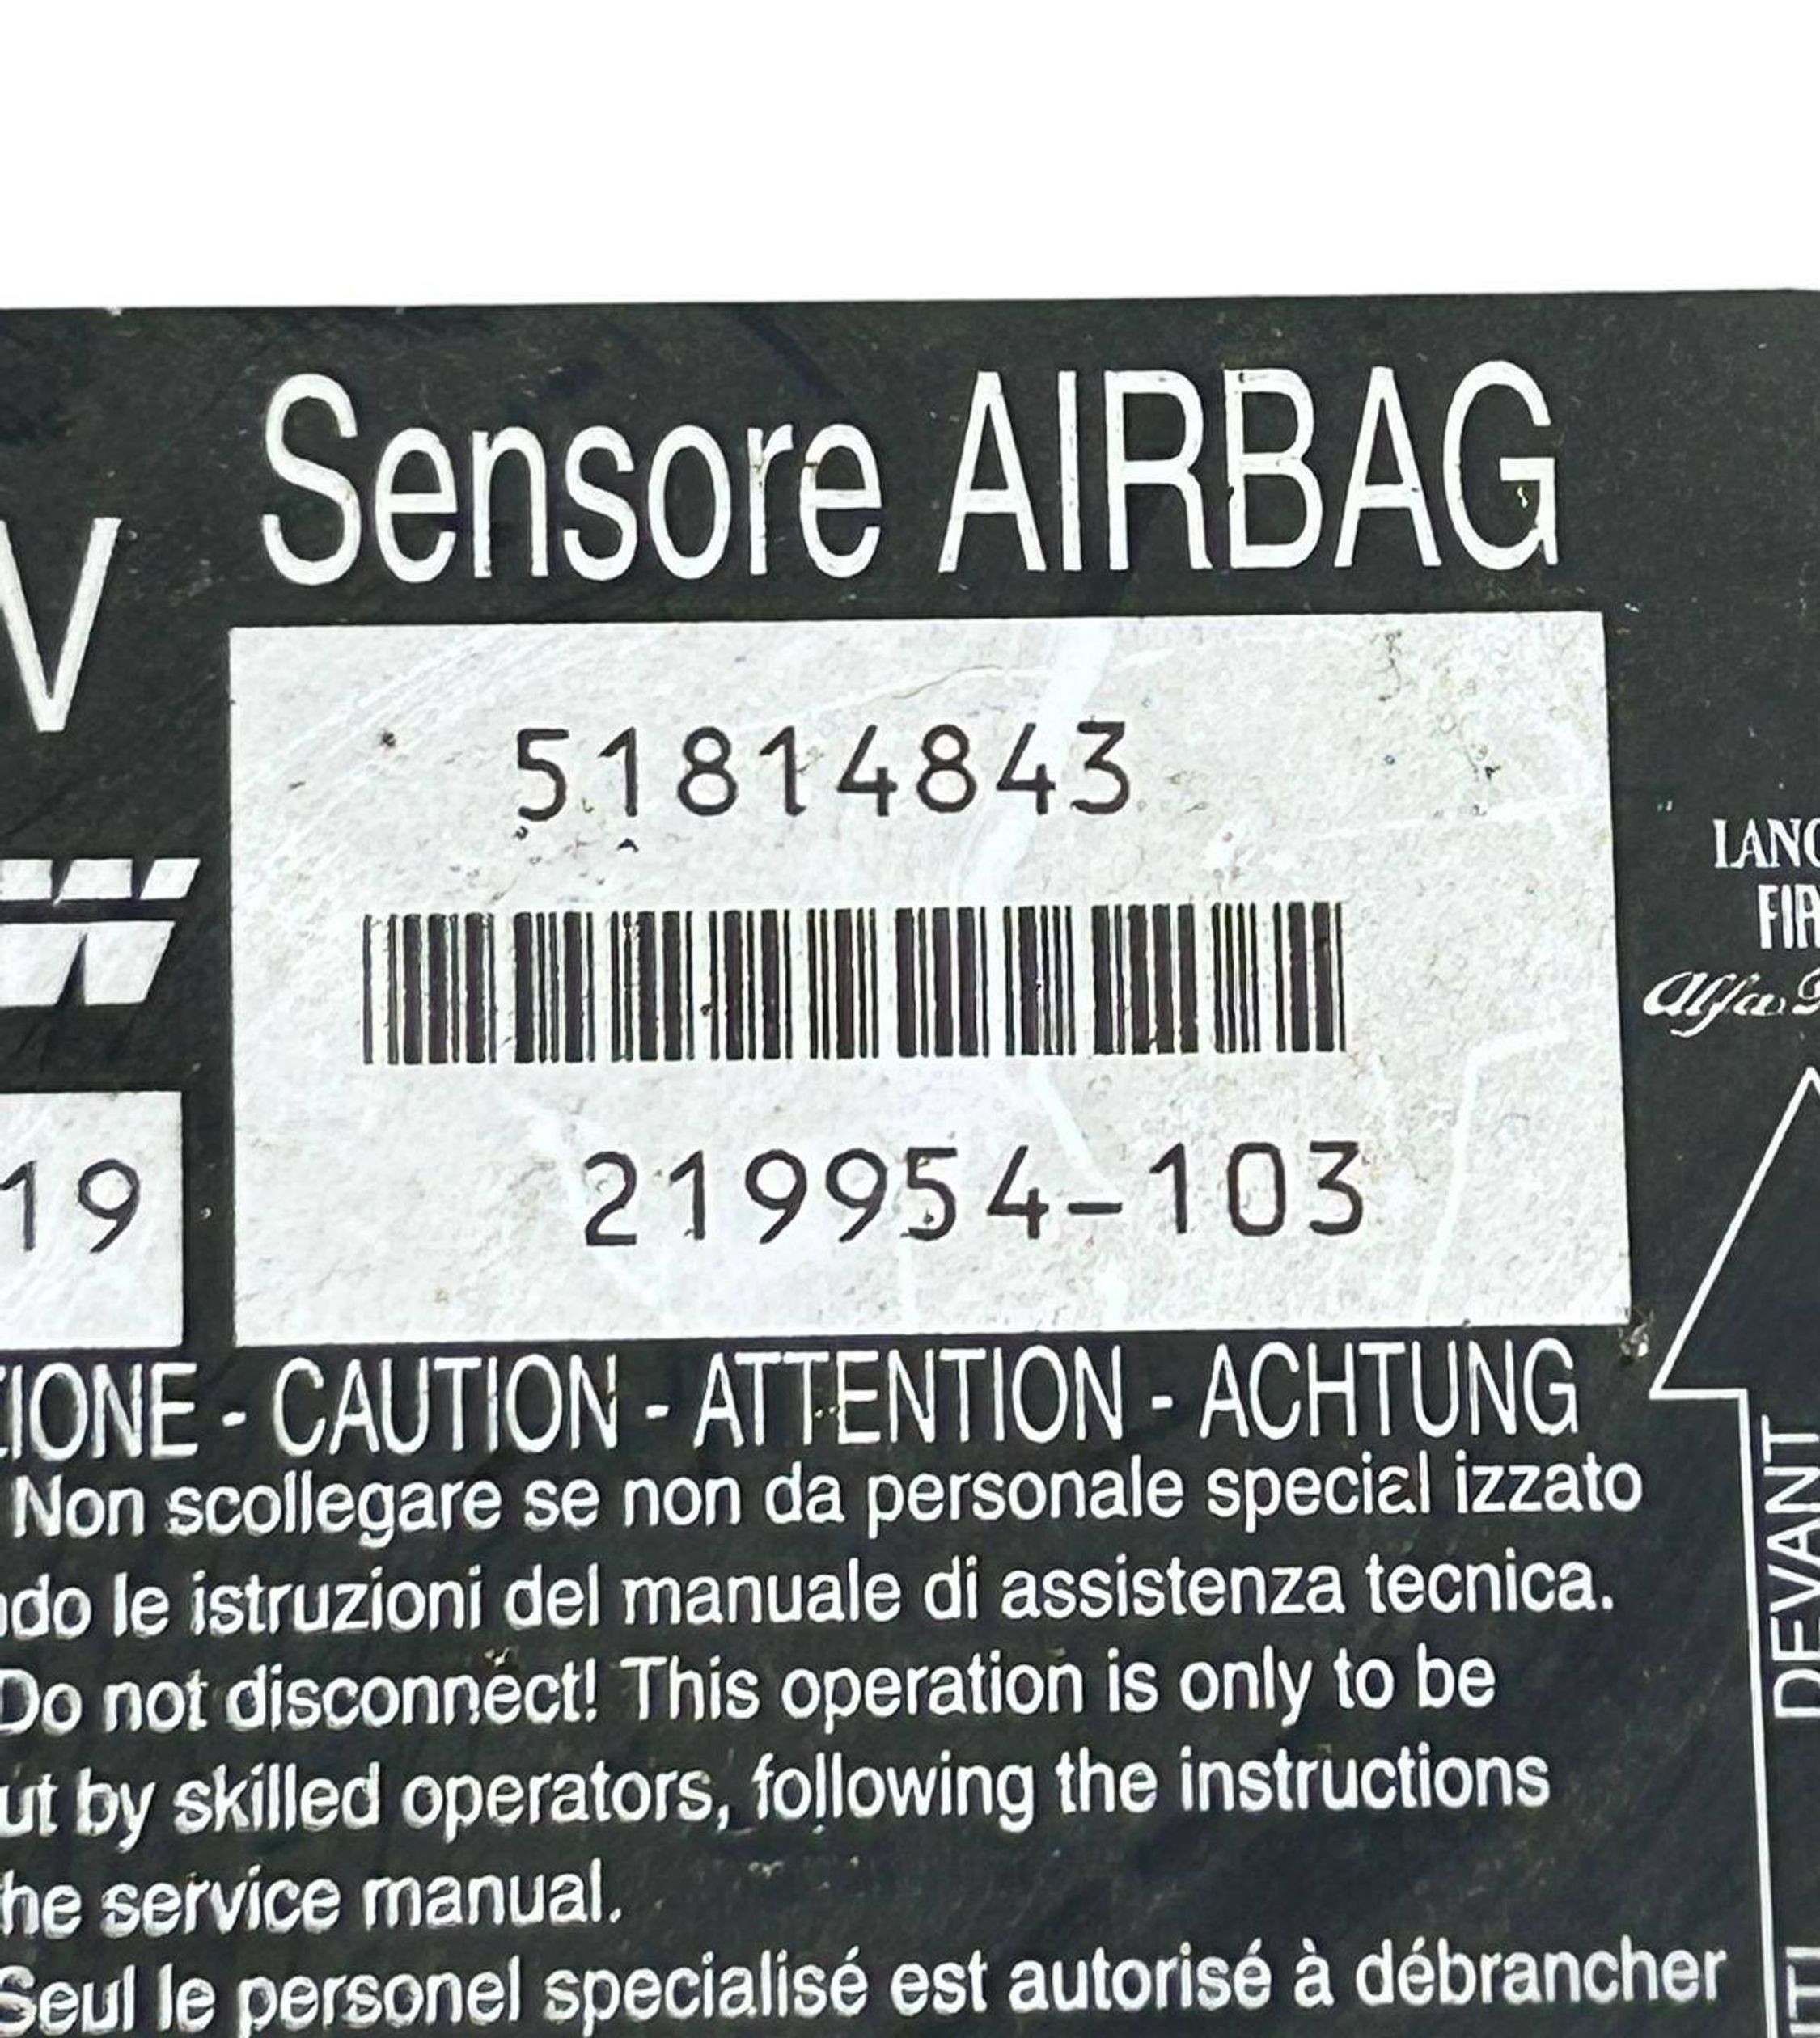 Sensore AIRBAG
V
51814843
LANC
FIA
Alfa
19
219954-103
IONE - CAUTION - ATTENTION - ACHTUNG
Non scollegare se non da personale special izzato
do le istruzioni del manuale di assistenza tecnica.
Do not disconnect! This operation is only to be
ut by skilled operators, following the instructions
he service manual.
Seul le personel specialisé est autorisé à débrancher
DEVANT